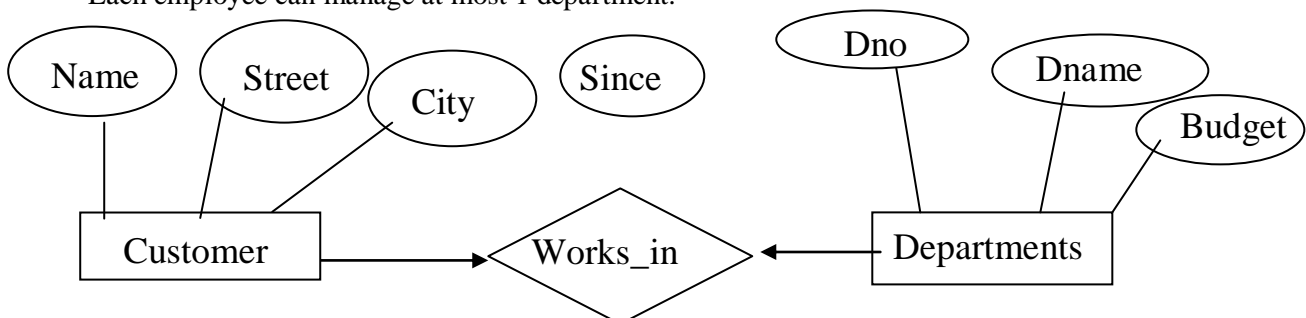 Each employee can manage at most 1 department.
Name
Street
City
Since
Dno
Dname
Budget
Customer
Works_in
Departments